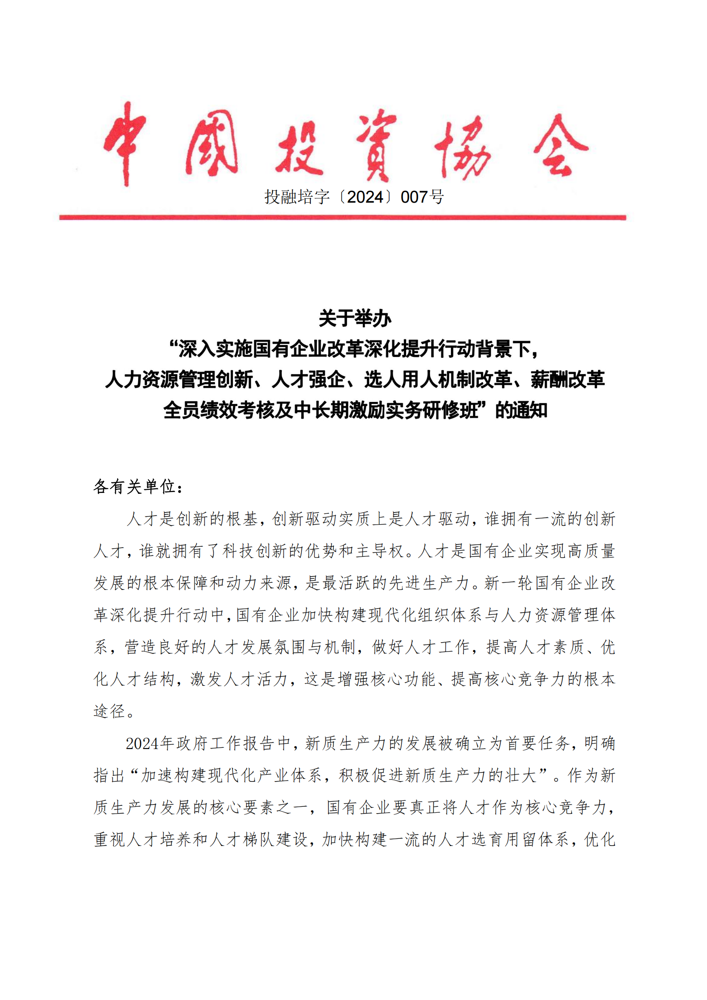 中國投資協会
投融培字〔2024〕007号
关于举办
“深入实施国有企业改革深化提升行动背景下，
人力资源管理创新、人才强企、选人用人机制改革、薪酬改革
全员绩效考核及中长期激励实务研修班”的通知
各有关单位：
人才是创新的根基，创新驱动实质上是人才驱动，谁拥有一流的创新
人才，谁就拥有了科技创新的优势和主导权。人才是国有企业实现高质量
发展的根本保障和动力来源，是最活跃的先进生产力。新一轮国有企业改
革深化提升行动中，国有企业加快构建现代化组织体系与人力资源管理体
系，营造良好的人才发展氛围与机制，做好人才工作，提高人才素质、优
化人才结构，激发人才活力，这是增强核心功能、提高核心竞争力的根本
途径。
2024年政府工作报告中，新质生产力的发展被确立为首要任务，明确
指出“加速构建现代化产业体系，积极促进新质生产力的壮大”。作为新
质生产力发展的核心要素之一，国有企业要真正将人才作为核心竞争力，
重视人才培养和人才梯队建设，加快构建一流的人才选育用留体系，优化